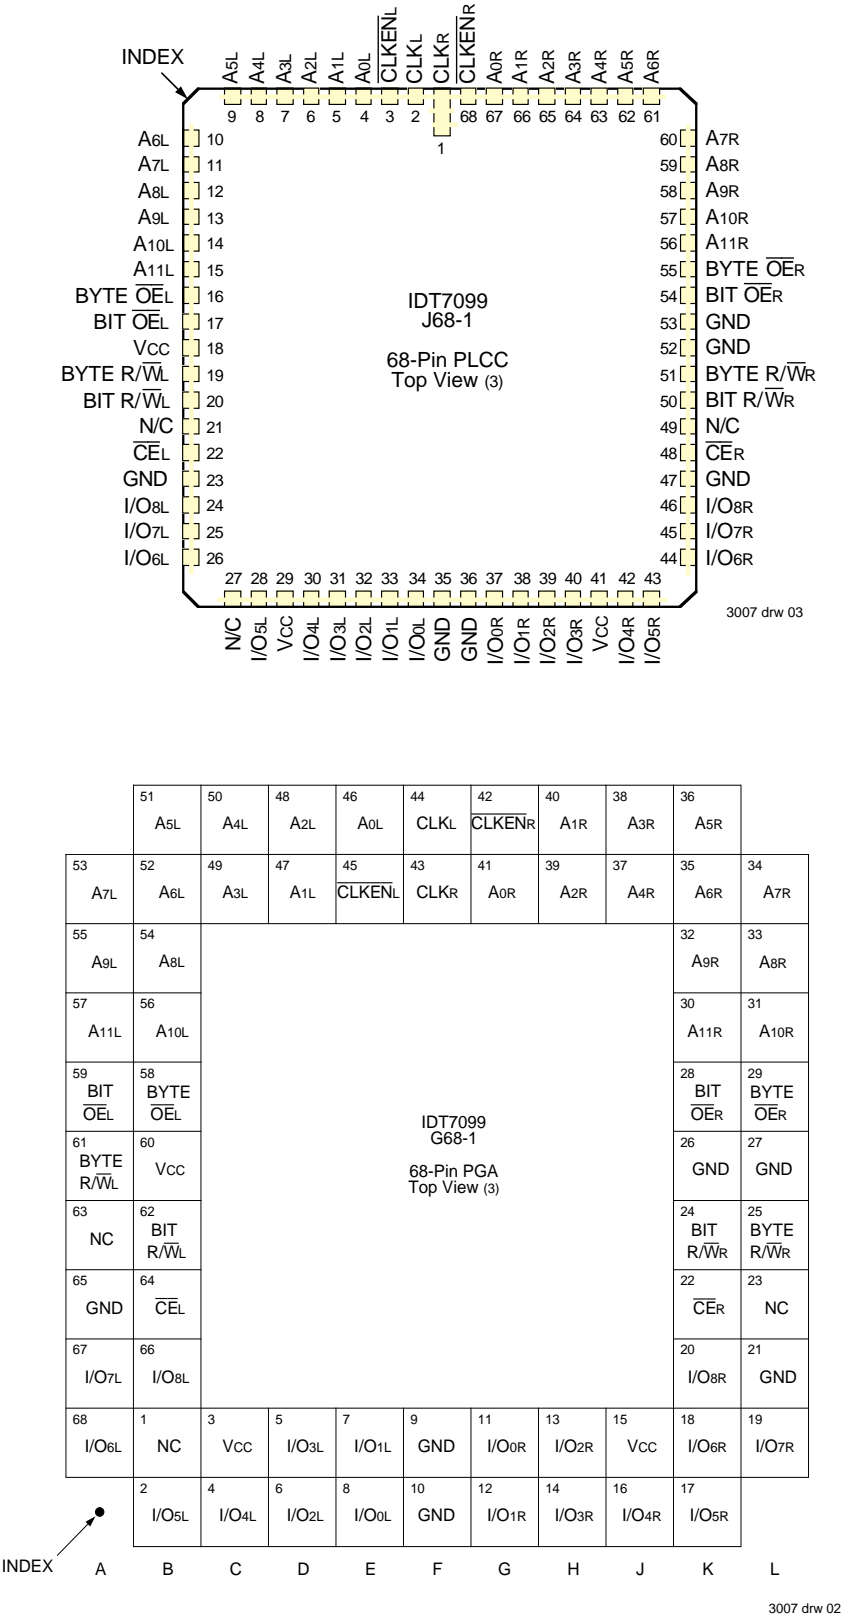 INDEX
A5L A4L A3L A2L A1L A0L CLKENL CLKL CLKR CLKENR A0R A1R A2R A3R A4R A5R A6R
9 8 7 6 5 4 3 2 68 67 66 65 64 63 62 61
1
A6L 10 60 A7R
A7L 11 59 A8R
A8L 12 58 A9R
A9L 13 57 A10R
A10L 14 56 A11R
A11L 15 55 BYTE OER
BYTE OEL 16 54 BIT OER
BIT OEL 17 53 GND
VCC 18 52 GND
BYTE R/WL 19 51 BYTE R/WR
BIT R/WL 20 50 BIT R/WR
N/C 21 49 N/C
CEL 22 48 CER
GND 23 47 GND
I/O8L 24 46 I/O8R
I/O7L 25 45 I/O7R
I/O6L 26 44 I/O6R
IDT7099
J68-1
68-Pin PLCC
Top View (3)
27 28 29 30 31 32 33 34 35 36 37 38 39 40 41 42 43
N/C I/O5L VCC I/O4L I/O3L I/O2L I/O1L I/O0L GND GND I/O0R I/O1R I/O2R I/O3R VCC I/O4R I/O5R
3007 drw 03
51 50 48 46 44 42 40 38 36
A5L A4L A2L A0L CLKL CLKENR A1R A3R A5R
53 52 49 47 45 43 41 39 37 35 34
A7L A6L A3L A1L CLKENL CLKR A0R A2R A4R A6R A7R
55 54 32 33
A9L A8L A9R A8R
57 56 30 31
A11L A10L A11R A10R
59 58 28 29
BIT BYTE BIT BYTE
OEL OEL OER OER
61 60 26 27
BYTE
R/WL VCC GND GND
63 62 24 25
NC BIT BIT BYTE
R/WL R/WR R/WR
65 64 22 23
GND CEL CER NC
67 66 20 21
I/O7L I/O8L I/O8R GND
IDT7099
G68-1
68-Pin PGA
Top View (3)
68 1 3 5 7 9 11 13 15 18 19
I/O6L NC VCC I/O3L I/O1L GND I/O0R I/O2R VCC I/O6R I/O7R
2 4 6 8 10 12 14 16 17
I/O5L I/O4L I/O2L I/O0L GND I/O1R I/O3R I/O4R I/O5R
INDEX A B C D E F G H J K L
3007 drw 02